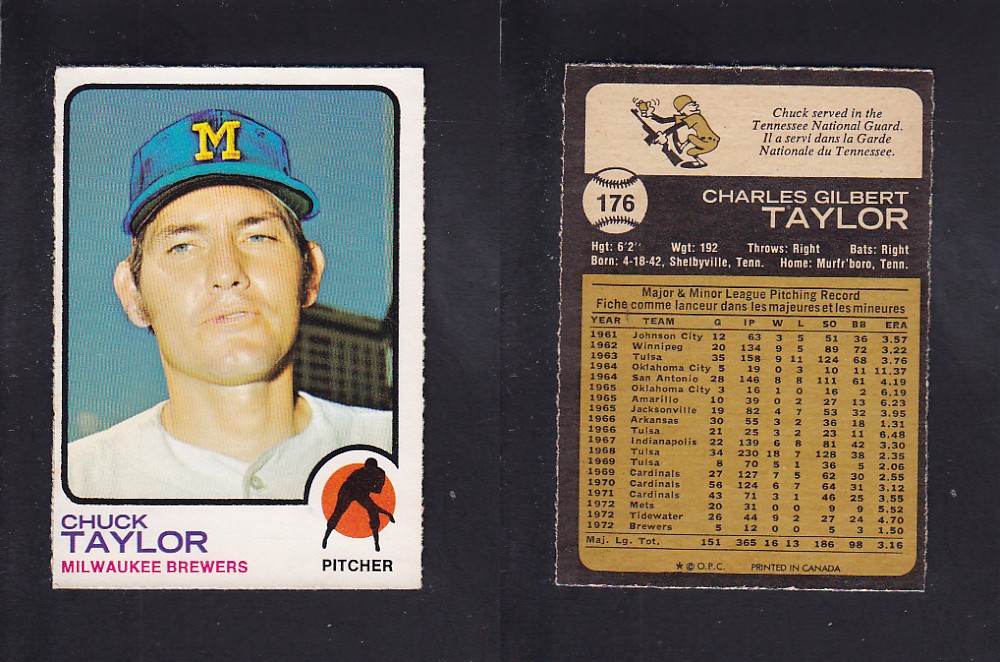 M
CHUCK
TAYLOR
MILWAUKEE BREWERS
PITCHER
Chuck served in the
Tennessee National Guard.
Il a servi dans la Garde
Nationale du Tennessee.
176
CHARLES GILBERT
TAYLOR
Hgt: 6'2" Wgt: 192 Throws: Right Bats: Right
Born: 4-18-42, Shelbyville, Tenn. Home: Murfr'boro, Tenn.
Major & Minor League Pitching Record
Fiche comme lanceur dans les majeures et les mineures
YEAR TEAM G IP W L SO BB ERA
1961 Johnson City 12 63 3 5 51 36 3.57
1962 Winnipeg 20 134 9 5 89 72 3.22
1963 Tulsa 35 158 9 11 124 68 3.76
1964 Oklahoma City 5 19 0 3 10 11 11.37
1964 San Antonio 28 146 8 8 111 61 4.19
1965 Oklahoma City 3 16 1 0 16 2 6.19
1965 Amarillo 10 39 0 2 27 13 6.23
1965 Jacksonville 19 82 4 7 53 32 3.95
1966 Arkansas 30 55 3 2 36 18 1.31
1966 Tulsa 21 25 3 2 23 11 6.48
1967 Indianapolis 22 139 6 8 81 42 3.30
1968 Tulsa 34 230 18 7 128 38 2.35
1969 Tulsa 8 70 5 1 36 5 2.06
1969 Cardinals 27 127 7 5 62 30 2.55
1970 Cardinals 56 124 6 7 64 31 3.12
1971 Cardinals 43 71 3 1 46 25 3.55
1972 Mets 20 31 0 0 9 9 5.52
1972 Tidewater 26 44 9 2 27 24 4.70
1972 Brewers 5 12 0 0 5 3 1.50
Maj. Lg. Tot. 151 365 16 13 186 98 3.16
★ © O.P.C. PRINTED IN CANADA